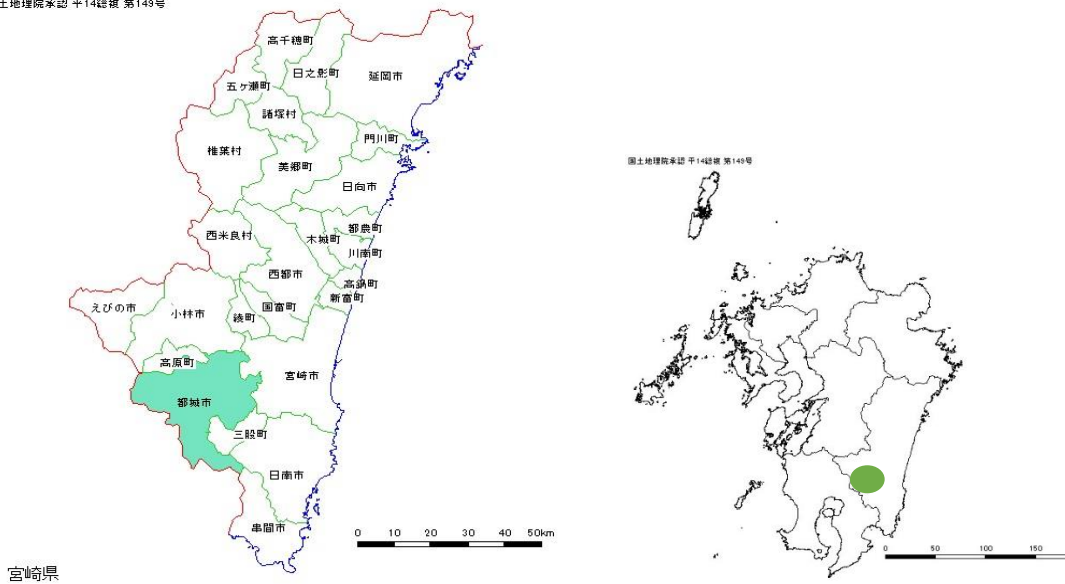 土地理院承認 平14総複 第149号
高千穂町
日之影町
延岡市
五ヶ瀬町
諸塚村
門川町
椎葉村
美郷町
日向市
西米良村
木城町
都農町
川南町
西都市
高鍋町
新富町
えびの市
小林市
綾町
国富町
高原町
宮崎市
都城市
三股町
日南市
串間市
0 10 20 30 40 50km
宮崎県
国土地理院承認 平14総複 第149号
0 50 100 150